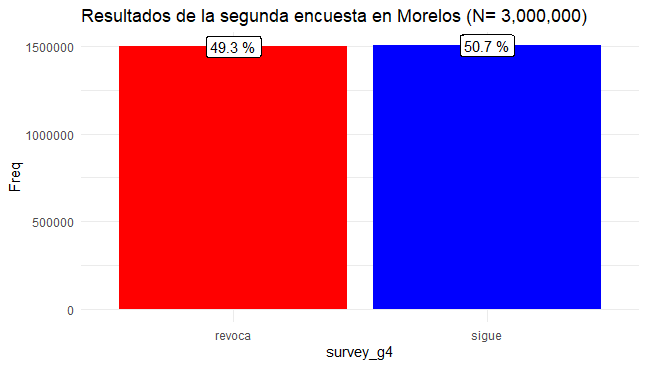 Resultados de la segunda encuesta en Morelos (N= 3,000,000)
1500000
1000000
500000
0
Freq
49.3 %
50.7 %
revoca
sigue
survey_g4